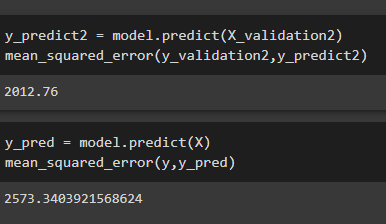 y_predict2 = model.predict(X_validation2)
mean_squared_error(y_validation2,y_predict2)
2012.76
y_pred = model.predict(X)
mean_squared_error(y,y_pred)
2573.3403921568624